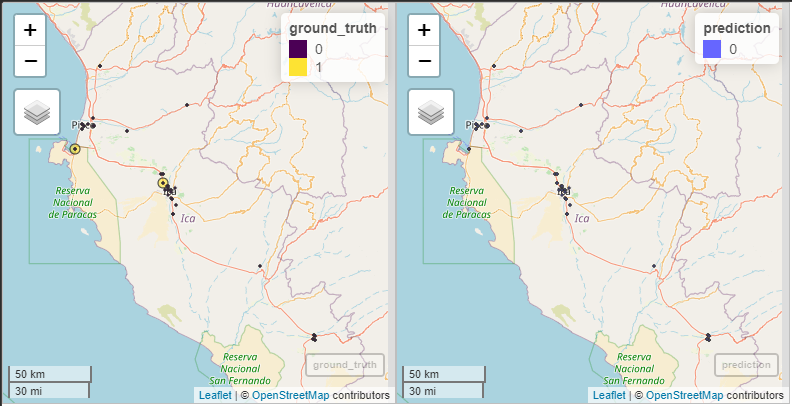 Huancavelica
+
−
ground_truth
0
1
Reserva
Nacional
de Paracas
Ica
Ica
Reserva
Nacional
San Fernando
ground_truth
50 km
30 mi
Leaflet | © OpenStreetMap contributors
Huancavelica
+
−
prediction
0
Reserva
Nacional
de Paracas
Ica
Reserva
Nacional
San Fernando
prediction
50 km
30 mi
Leaflet | © OpenStreetMap contributors